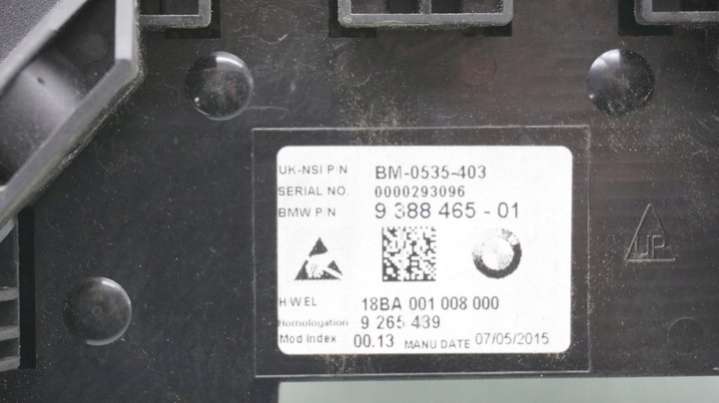 UK-NSI P/N BM-0535-403
SERIAL NO. 0000293096
BMW P/N 9 388 465 - 01
UP
H.W.EL 18BA 001 008 000
Homologation 9 265 439
Mod Index 00.13 MANU DATE 07/05/2015